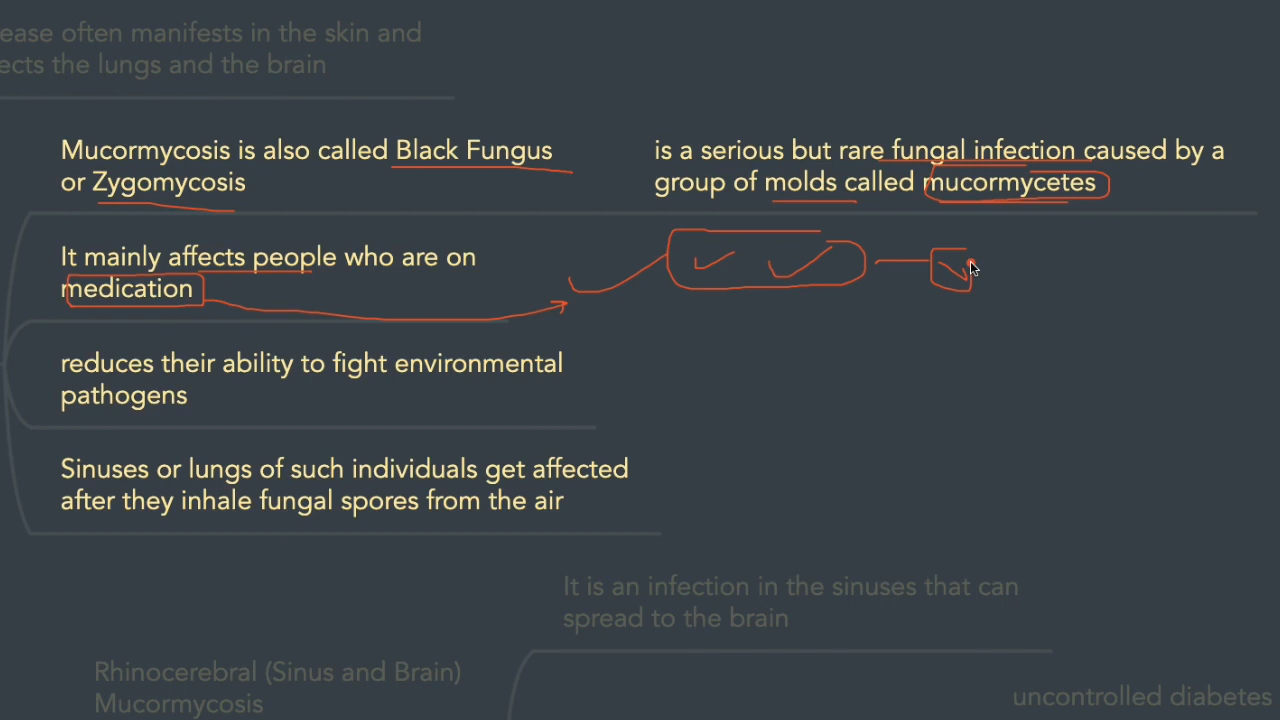 ease often manifests in the skin and
ects the lungs and the brain
Mucormycosis is also called Black Fungus
or Zygomycosis
is a serious but rare fungal infection caused by a
group of molds called mucormycetes
It mainly affects people who are on
medication
reduces their ability to fight environmental
pathogens
Sinuses or lungs of such individuals get affected
after they inhale fungal spores from the air
It is an infection in the sinuses that can
spread to the brain
Rhinocerebral (Sinus and Brain)
Mucormycosis
uncontrolled diabetes